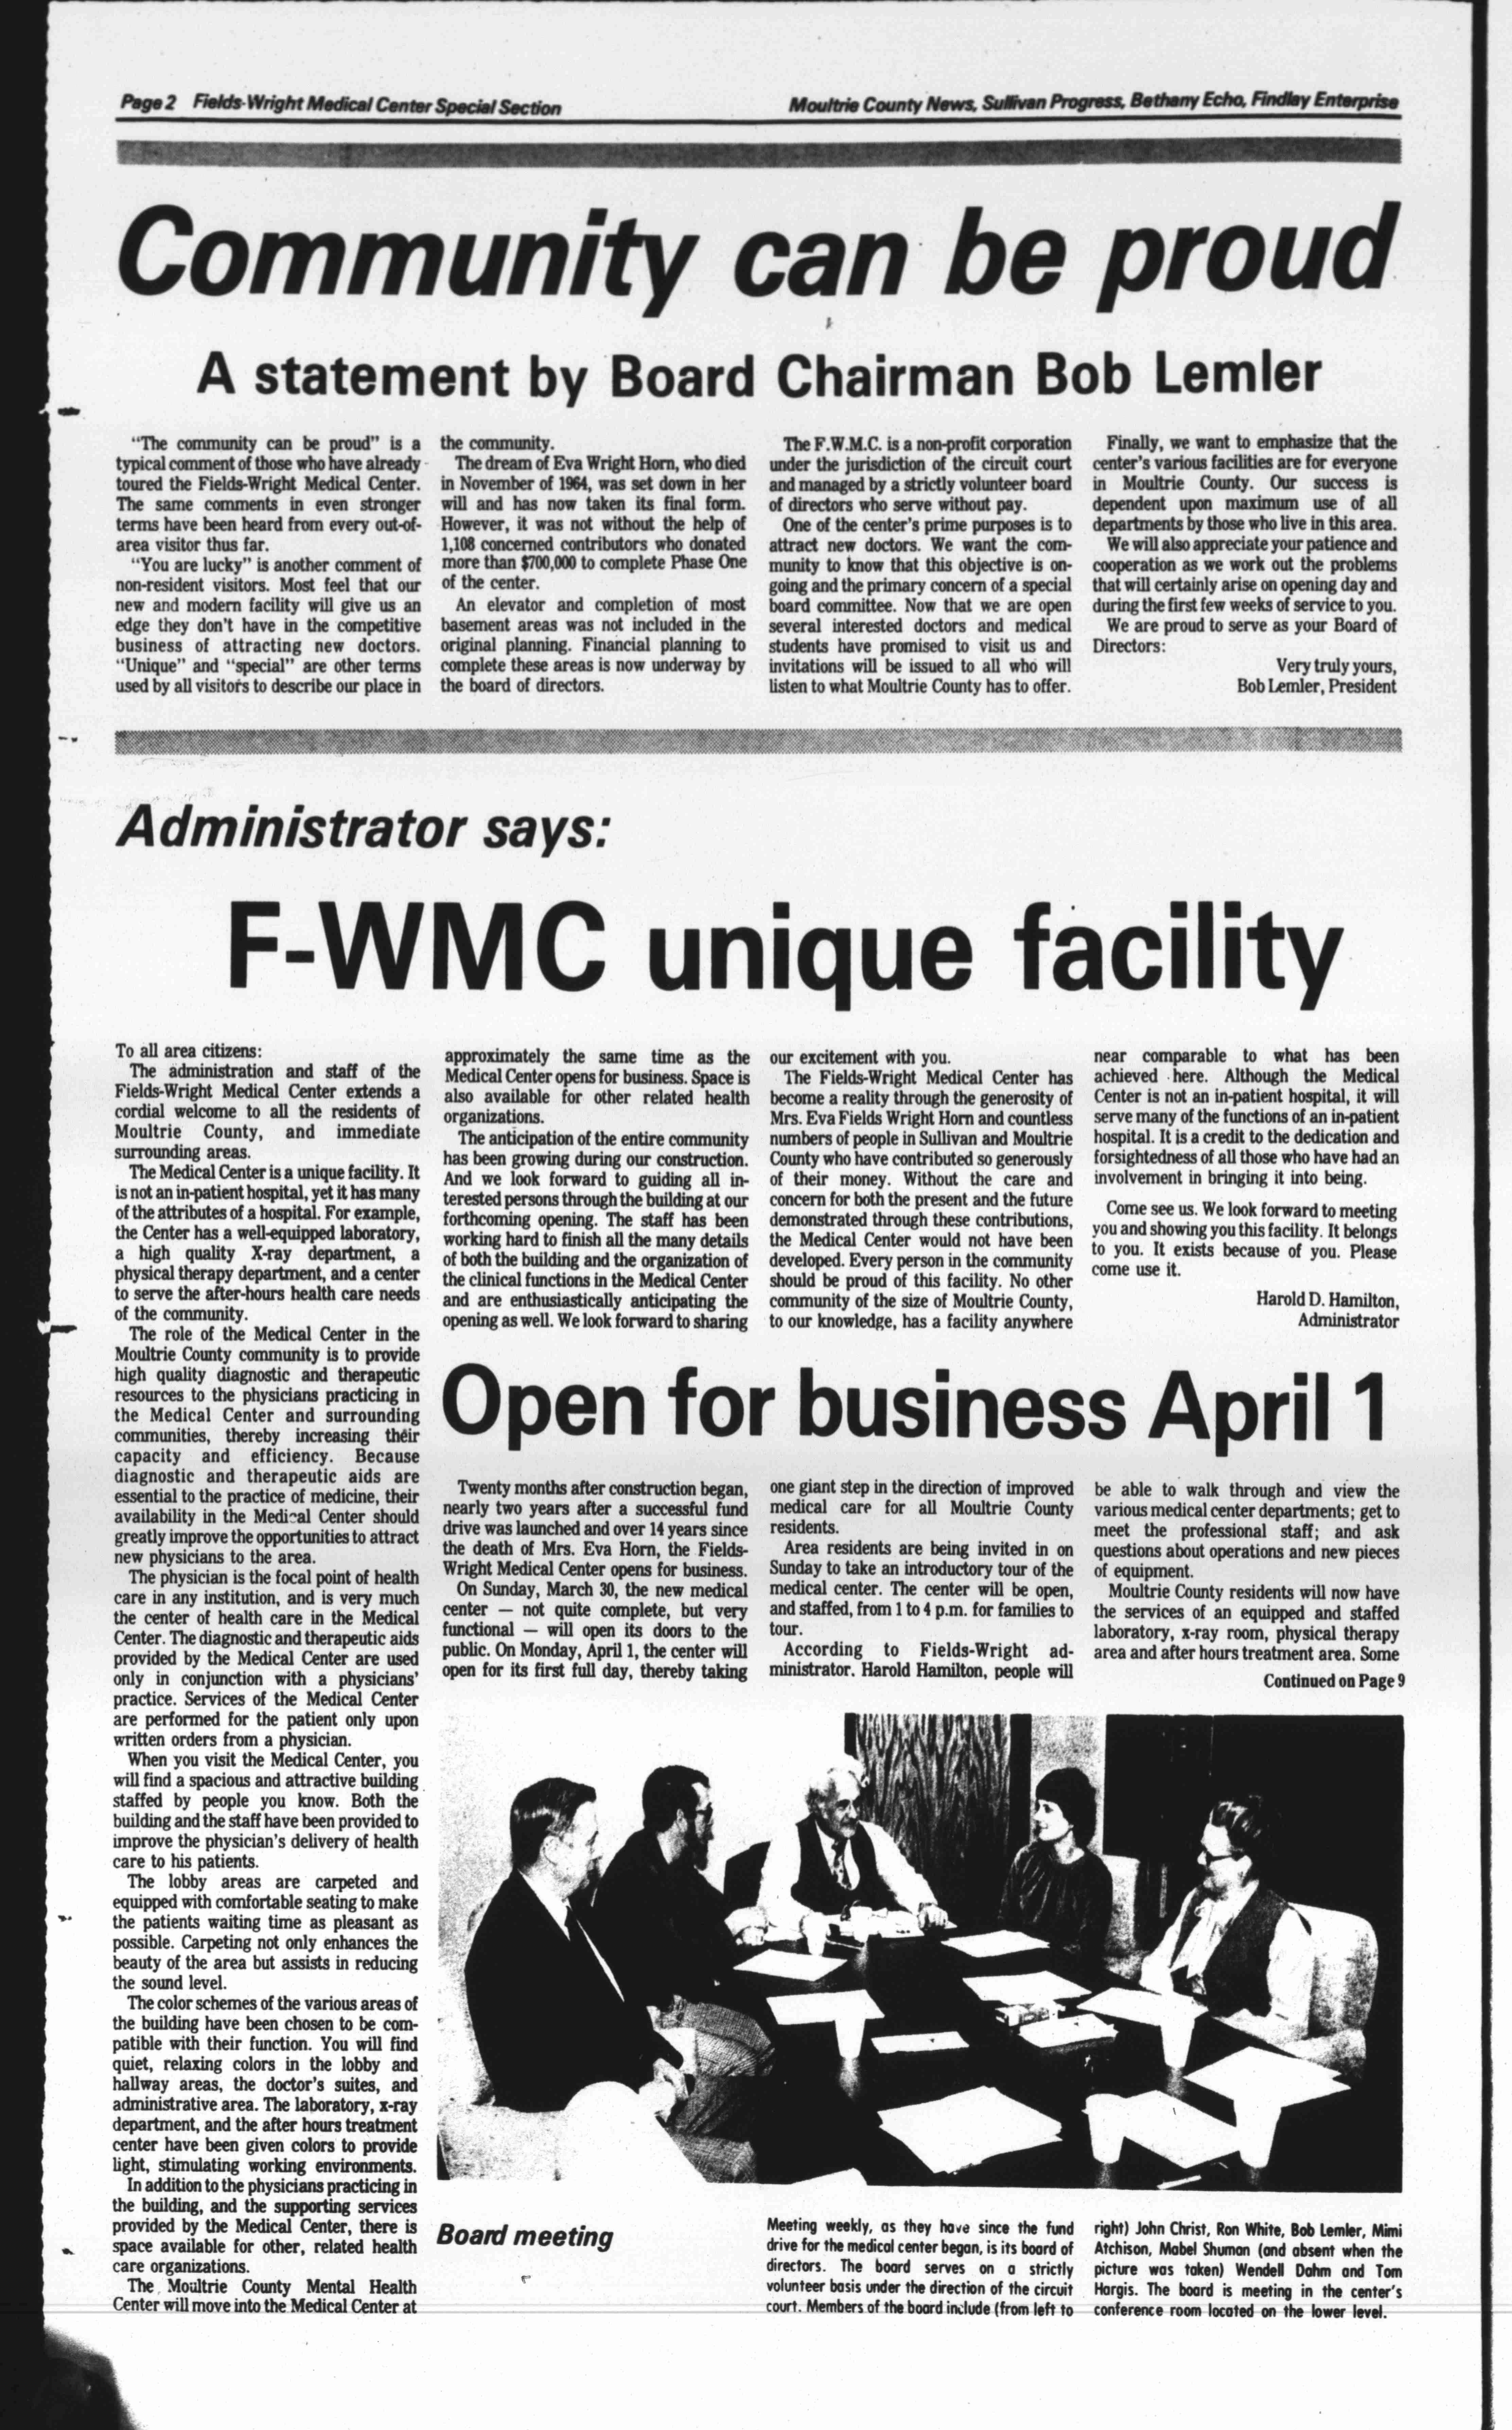 Page 2 Fields-Wright Medical Center Special Section
Moultrie County News, Sullivan Progress, Bethany Echo, Findlay Enterprise
Community can be proud
A statement by Board Chairman Bob Lemler
"The community can be proud" is a
typical comment of those who have already
toured the Fields-Wright Medical Center.
The same comments in even stronger
terms have been heard from every out-of-
area visitor thus far.
"You are lucky" is another comment of
non-resident visitors. Most feel that our
new and modern facility will give us an
edge they don't have in the competitive
business of attracting new doctors.
"Unique" and "special" are other terms
used by all visitors to describe our place in
the community.
The dream of Eva Wright Horn, who died
in November of 1964, was set down in her
will and has now taken its final form.
However, it was not without the help of
1,108 concerned contributors who donated
more than $700,000 to complete Phase One
of the center.
An elevator and completion of most
basement areas was not included in the
original planning. Financial planning to
complete these areas is now underway by
the board of directors.
The F.W.M.C. is a non-profit corporation
under the jurisdiction of the circuit court
and managed by a strictly volunteer board
of directors who serve without pay.
One of the center's prime purposes is to
attract new doctors. We want the com-
munity to know that this objective is on-
going and the primary concern of a special
board committee. Now that we are open
several interested doctors and medical
students have promised to visit us and
invitations will be issued to all who will
listen to what Moultrie County has to offer.
Finally, we want to emphasize that the
center's various facilities are for everyone
in Moultrie County. Our success is
dependent upon maximum use of all
departments by those who live in this area.
We will also appreciate your patience and
cooperation as we work out the problems
that will certainly arise on opening day and
during the first few weeks of service to you.
We are proud to serve as your Board of
Directors:
Very truly yours,
Bob Lemler, President
Administrator says:
F-WMC unique facility
To all area citizens:
The administration and staff of the
Fields-Wright Medical Center extends a
cordial welcome to all the residents of
Moultrie County, and immediate
surrounding areas.
The Medical Center is a unique facility. It
is not an in-patient hospital, yet it has many
of the attributes of a hospital. For example,
the Center has a well-equipped laboratory,
a high quality X-ray department, a
physical therapy department, and a center
to serve the after-hours health care needs
of the community.
The role of the Medical Center in the
Moultrie County community is to provide
high quality diagnostic and therapeutic
resources to the physicians practicing in
the Medical Center and surrounding
communities, thereby increasing their
capacity and efficiency. Because
diagnostic and therapeutic aids are
essential to the practice of medicine, their
availability in the Medical Center should
greatly improve the opportunities to attract
new physicians to the area.
The physician is the focal point of health
care in any institution, and is very much
the center of health care in the Medical
Center. The diagnostic and therapeutic aids
provided by the Medical Center are used
only in conjunction with a physicians'
practice. Services of the Medical Center
are performed for the patient only upon
written orders from a physician.
When you visit the Medical Center, you
will find a spacious and attractive building
staffed by people you know. Both the
building and the staff have been provided to
improve the physician's delivery of health
care to his patients.
The lobby areas are carpeted and
equipped with comfortable seating to make
the patients waiting time as pleasant as
possible. Carpeting not only enhances the
beauty of the area but assists in reducing
the sound level.
The color schemes of the various areas of
the building have been chosen to be com-
patible with their function. You will find
quiet, relaxing colors in the lobby and
hallway areas, the doctor's suites, and
administrative area. The laboratory, x-ray
department, and the after hours treatment
center have been given colors to provide
light, stimulating working environments.
In addition to the physicians practicing in
the building, and the supporting services
provided by the Medical Center, there is
space available for other, related health
care organizations.
The Moultrie County Mental Health
Center will move into the Medical Center at
approximately the same time as the
Medical Center opens for business. Space is
also available for other related health
organizations.
The anticipation of the entire community
has been growing during our construction.
And we look forward to guiding all in-
terested persons through the building at our
forthcoming opening. The staff has been
working hard to finish all the many details
of both the building and the organization of
the clinical functions in the Medical Center
and are enthusiastically anticipating the
opening as well. We look forward to sharing
our excitement with you.
The Fields-Wright Medical Center has
become a reality through the generosity of
Mrs. Eva Fields Wright Horn and countless
numbers of people in Sullivan and Moultrie
County who have contributed so generously
of their money. Without the care and
concern for both the present and the future
demonstrated through these contributions,
the Medical Center would not have been
developed. Every person in the community
should be proud of this facility. No other
community of the size of Moultrie County,
to our knowledge, has a facility anywhere
near comparable to what has been
achieved here. Although the Medical
Center is not an in-patient hospital, it will
serve many of the functions of an in-patient
hospital. It is a credit to the dedication and
forsightedness of all those who have had an
involvement in bringing it into being.
Come see us. We look forward to meeting
you and showing you this facility. It belongs
to you. It exists because of you. Please
come use it.
Harold D. Hamilton,
Administrator
Open for business April 1
Twenty months after construction began,
nearly two years after a successful fund
drive was launched and over 14 years since
the death of Mrs. Eva Horn, the Fields-
Wright Medical Center opens for business.
On Sunday, March 30, the new medical
center — not quite complete, but very
functional — will open its doors to the
public. On Monday, April 1, the center will
open for its first full day, thereby taking
one giant step in the direction of improved
medical care for all Moultrie County
residents.
Area residents are being invited in on
Sunday to take an introductory tour of the
medical center. The center will be open,
and staffed, from 1 to 4 p.m. for families to
tour.
According to Fields-Wright ad-
ministrator. Harold Hamilton, people will
be able to walk through and view the
various medical center departments; get to
meet the professional staff; and ask
questions about operations and new pieces
of equipment.
Moultrie County residents will now have
the services of an equipped and staffed
laboratory, x-ray room, physical therapy
area and after hours treatment area. Some
Continued on Page 9
Board meeting
Meeting weekly, as they have since the fund
drive for the medical center began, is its board of
directors. The board serves on a strictly
volunteer basis under the direction of the circuit
court. Members of the board include (from left to
right) John Christ, Ron White, Bob Lemler, Mimi
Atchison, Mabel Shuman (and absent when the
picture was taken) Wendell Dahm and Tom
Hargis. The board is meeting in the center's
conference room located on the lower level.